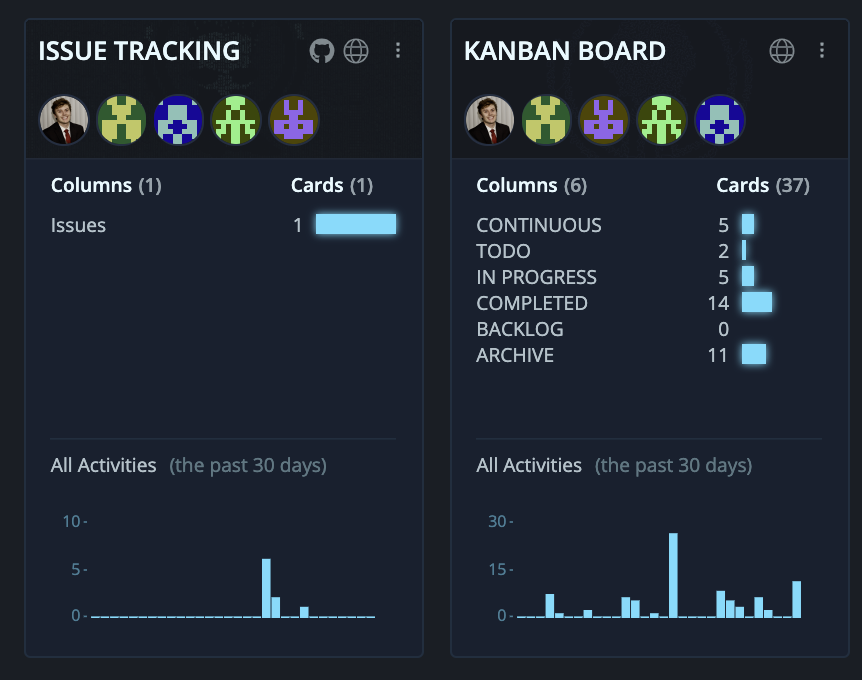 ISSUE TRACKING
Columns (1) Cards (1)
Issues 1
All Activities (the past 30 days)
10
5
0
KANBAN BOARD
Columns (6) Cards (37)
CONTINUOUS 5
TODO 2
IN PROGRESS 5
COMPLETED 14
BACKLOG 0
ARCHIVE 11
All Activities (the past 30 days)
30
15
0